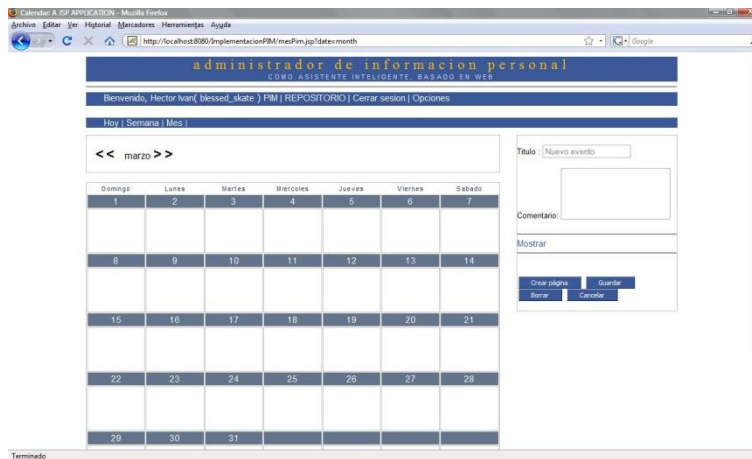 Calendar: A JSP APPLICATION - Mozilla Firefox
Archivo Editar Ver Historial Marcadores Herramientas Ayuda
http://localhost:8080/ImplementacionPIM/mesPim.jsp?date=month
Google
administrador de informacion personal
COMO ASISTENTE INTELIGENTE, BASADO EN WEB
Bienvenido, Hector Ivan( blessed_skate ) PIM | REPOSITORIO | Cerrar sesion | Opciones
Hoy | Semana | Mes |
<< marzo >>
Domingo Lunes Martes Miercoles Jueves Viernes Sabado
1 2 3 4 5 6 7
8 9 10 11 12 13 14
15 16 17 18 19 20 21
22 23 24 25 26 27 28
29 30 31
Titulo : Nuevo evento
Comentario:
Mostrar
Crear página Guardar
Borrar Cancelar
Terminado